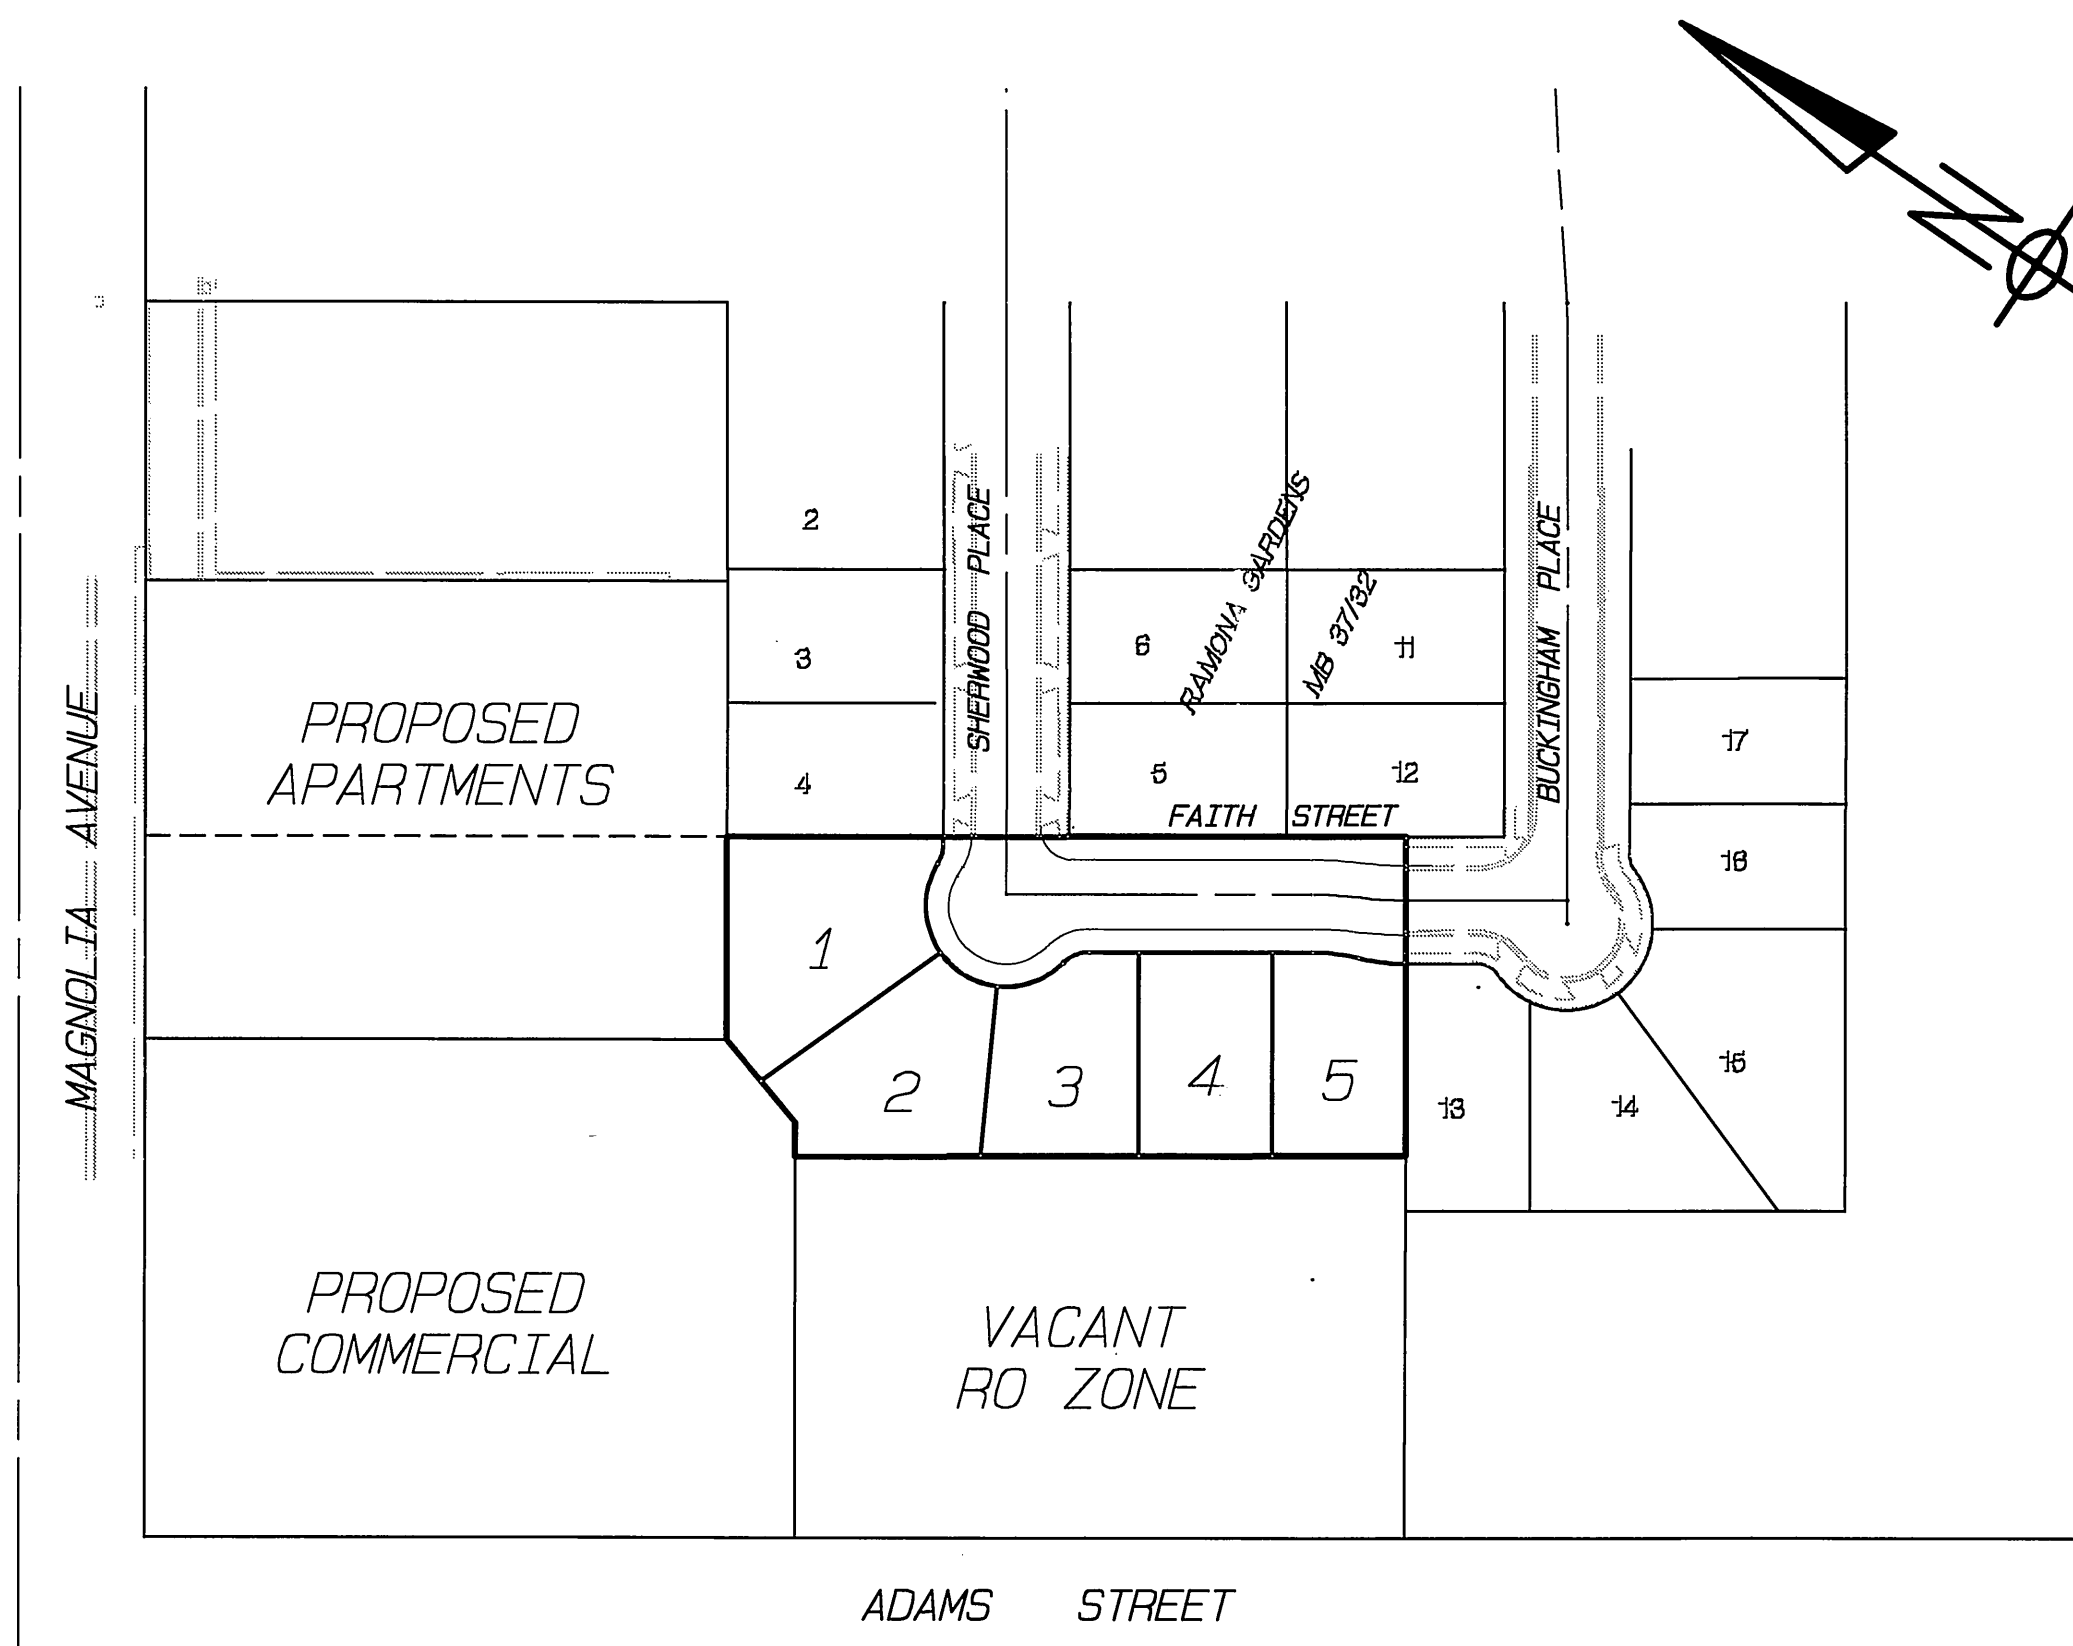 N
2
SHERWOOD PLACE
RAMONA GARDENS
MB 37/32
BUCKINGHAM PLACE
3
6
11
17
MAGNOLIA AVENUE
PROPOSED
APARTMENTS
4
5
12
FAITH STREET
16
1
2
3
4
5
13
14
15
PROPOSED
COMMERCIAL
VACANT
RO ZONE
ADAMS STREET